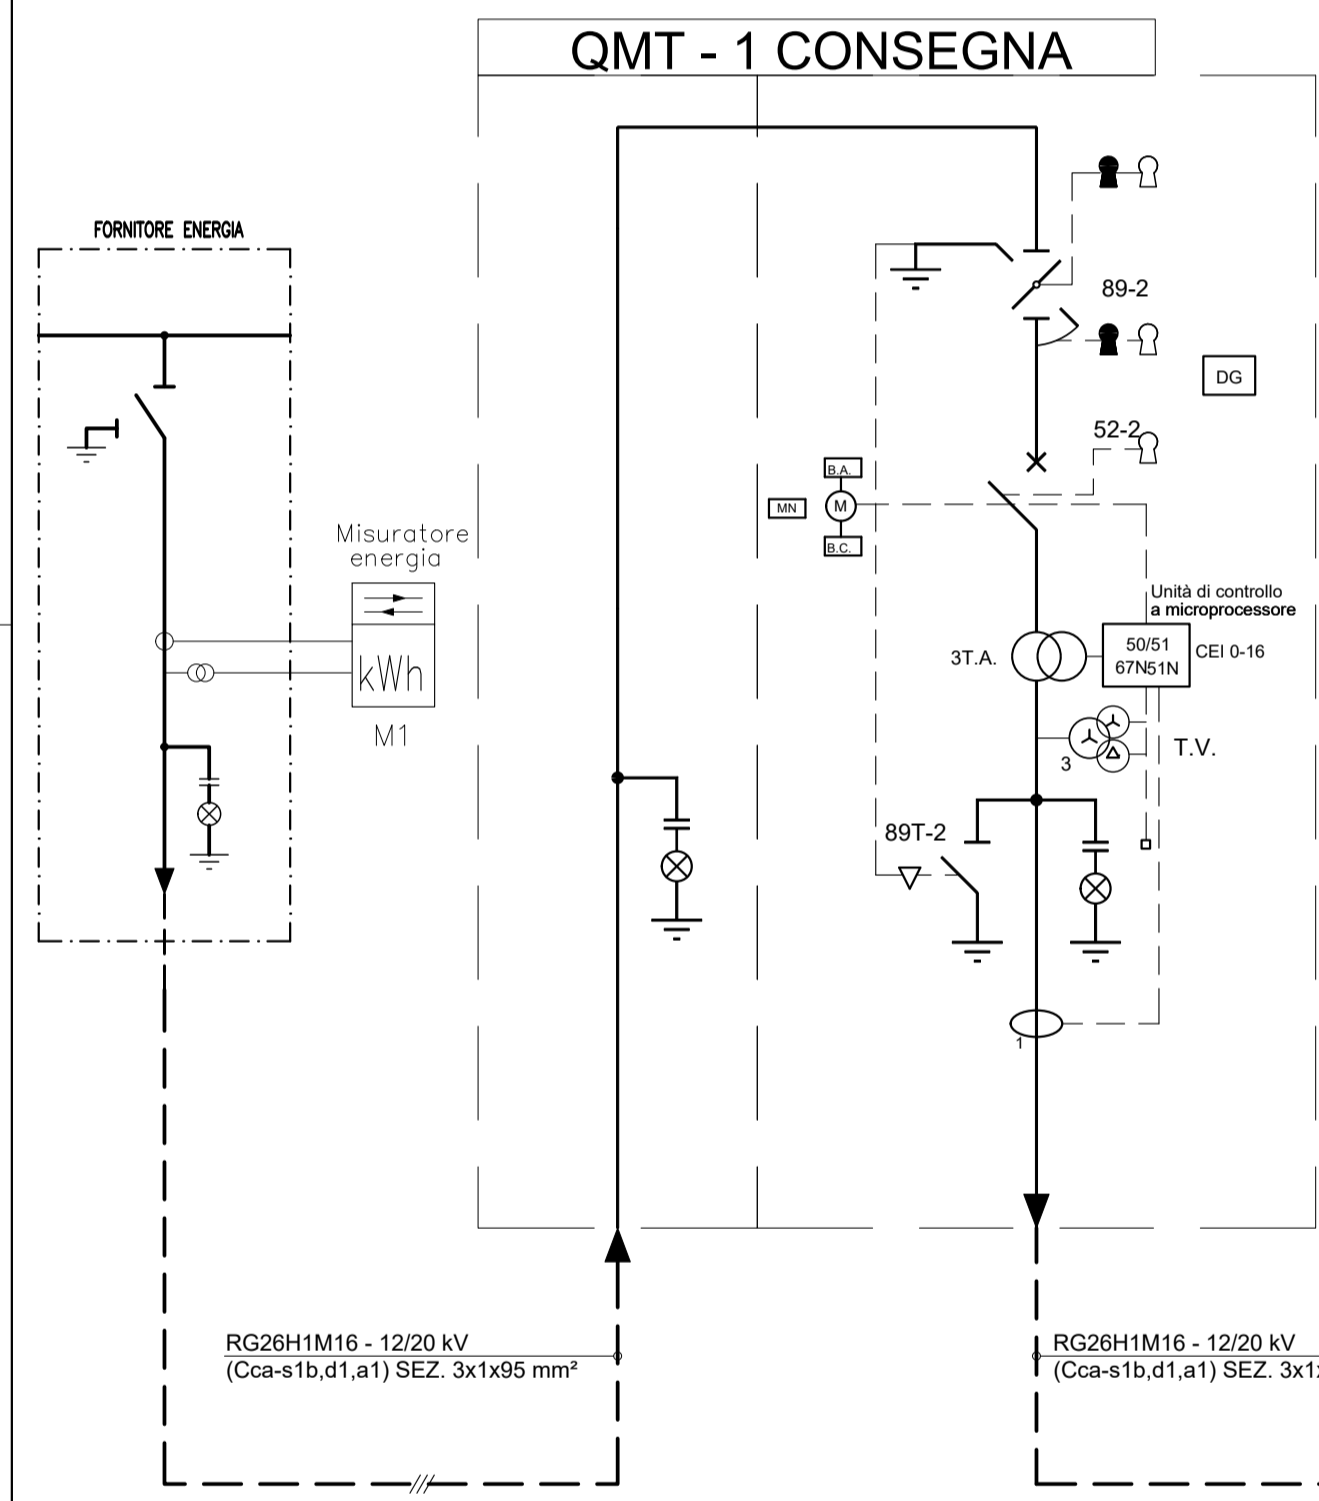 QMT - 1 CONSEGNA
FORNITORE ENERGIA
89-2
DG
52-2
B.A.
MN
M
B.C.
Misuratore
energia
kWh
M1
Unità di controllo
a microprocessore
3T.A.
50/51
67N51N
CEI 0-16
T.V.
3
89T-2
1
RG26H1M16 - 12/20 kV
(Cca-s1b,d1,a1) SEZ. 3x1x95 mm²
RG26H1M16 - 12/20 kV
(Cca-s1b,d1,a1) SEZ. 3x1